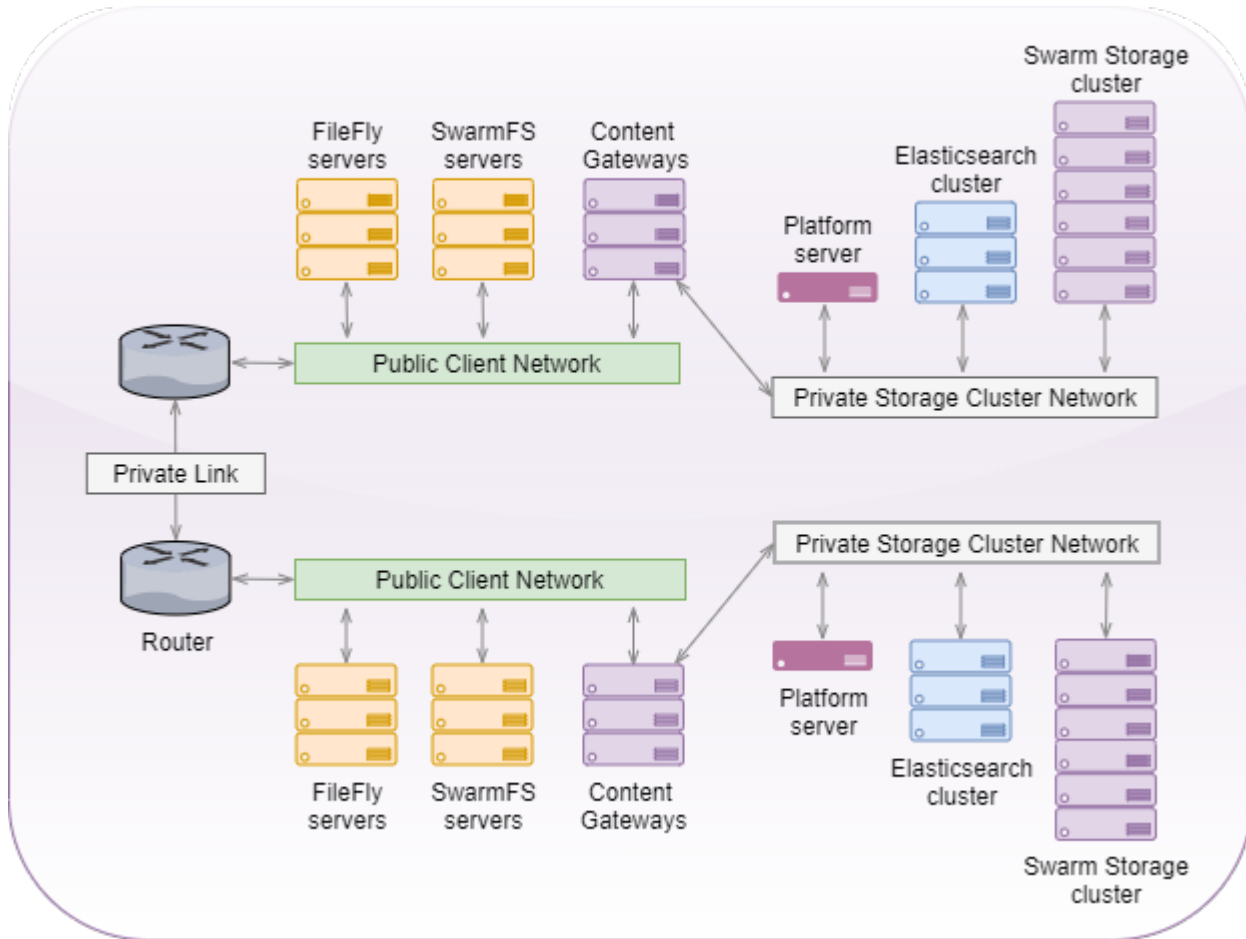 Swarm Storage
cluster
FileFly
servers
SwarmFS
servers
Content
Gateways
Elasticsearch
cluster
Platform
server
Public Client Network
Private Storage Cluster Network
Private Link
Private Storage Cluster Network
Public Client Network
Router
Platform
server
Elasticsearch
cluster
FileFly
servers
SwarmFS
servers
Content
Gateways
Swarm Storage
cluster